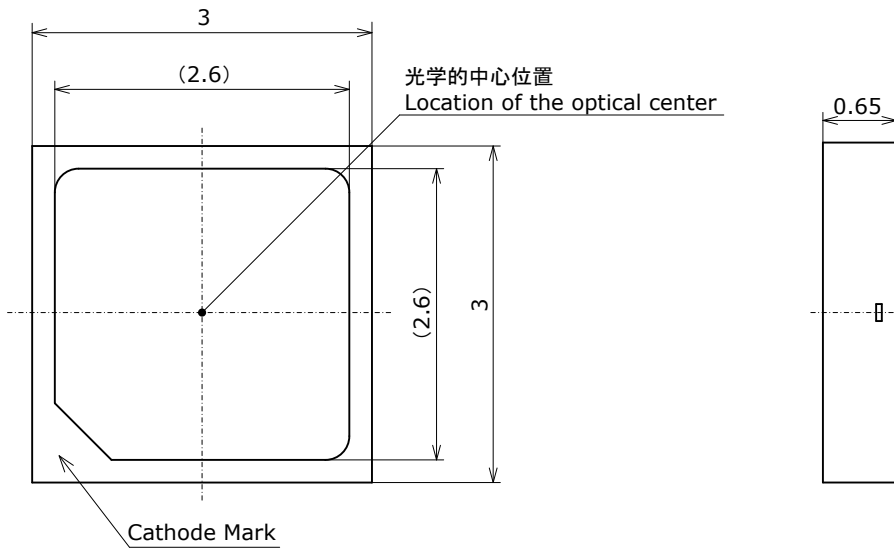 3
(2.6)
光学的中心位置
Location of the optical center
0.65
(2.6)
3
Cathode Mark